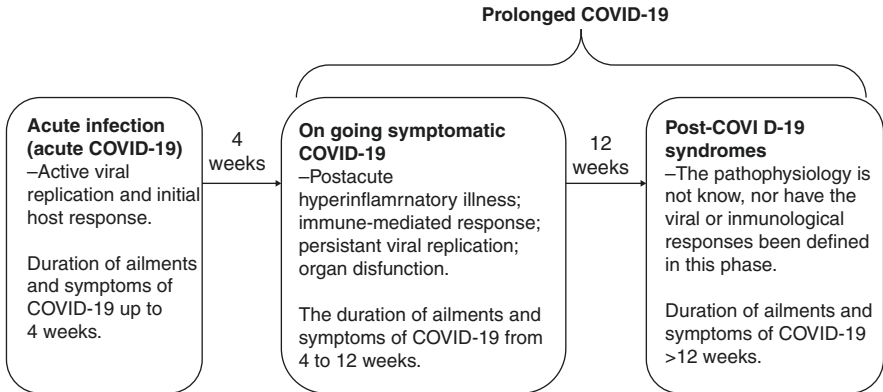 Prolonged COVID-19
Acute infection
(acute COVID-19)
–Active viral
replication and initial
host response.
Duration of ailments
and symptoms of
COVID-19 up to
4 weeks.
4
weeks
On going symptomatic
COVID-19
–Postacute
hyperinflamrnatory illness;
immune-mediated response;
persistant viral replication;
organ disfunction.
The duration of ailments and
symptoms of COVID-19 from
4 to 12 weeks.
12
weeks
Post-COVI D-19
syndromes
–The pathophysiology is
not know, nor have the
viral or inmunological
responses been defined
in this phase.
Duration of ailments and
symptoms of COVID-19
>12 weeks.